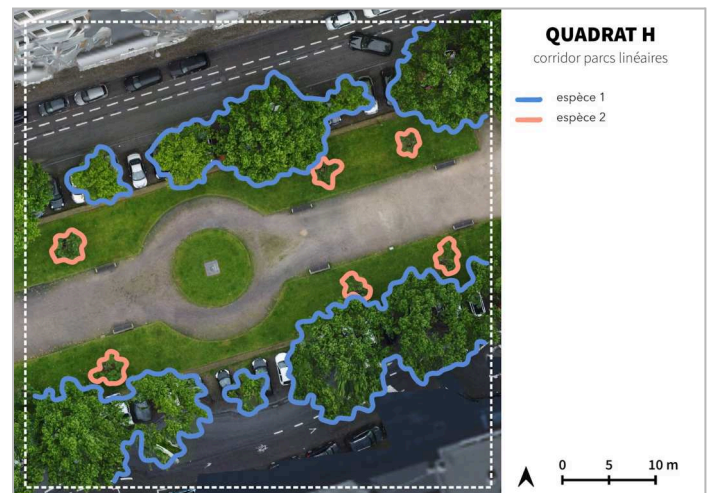 QUADRAT H
corridor parcs linéaires
espèce 1
espèce 2
0 5 10 m